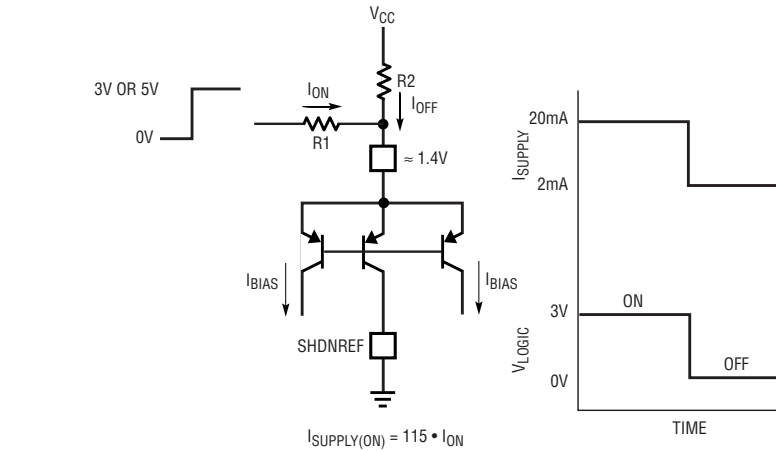 VCC
R2
3V OR 5V
ION
IOFF
0V
R1
≈ 1.4V
IBIAS
IBIAS
SHDNREF
ISUPPLY(ON) = 115 • ION
ISUPPLY
20mA
2mA
VLOGIC
3V
ON
0V
OFF
TIME